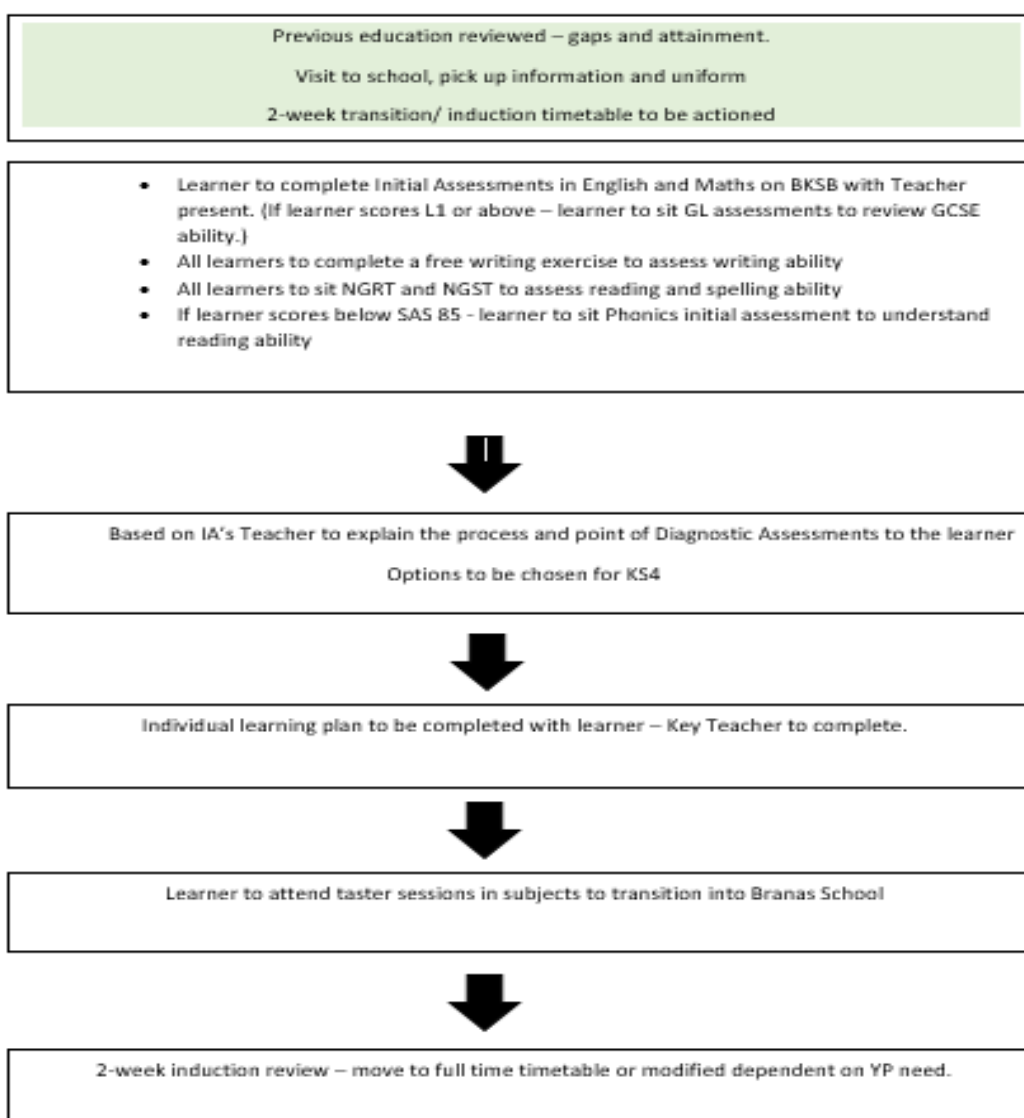 Previous education reviewed – gaps and attainment.
Visit to school, pick up information and uniform
2-week transition/ induction timetable to be actioned
• Learner to complete Initial Assessments in English and Maths on BKSB with Teacher
present. (If learner scores L1 or above – learner to sit GL assessments to review GCSE
ability.)
• All learners to complete a free writing exercise to assess writing ability
• All learners to sit NGRT and NGST to assess reading and spelling ability
• If learner scores below SAS 85 - learner to sit Phonics initial assessment to understand
reading ability
Based on IA's Teacher to explain the process and point of Diagnostic Assessments to the learner
Options to be chosen for KS4
Individual learning plan to be completed with learner – Key Teacher to complete.
Learner to attend taster sessions in subjects to transition into Branas School
2-week induction review – move to full time timetable or modified dependent on YP need.